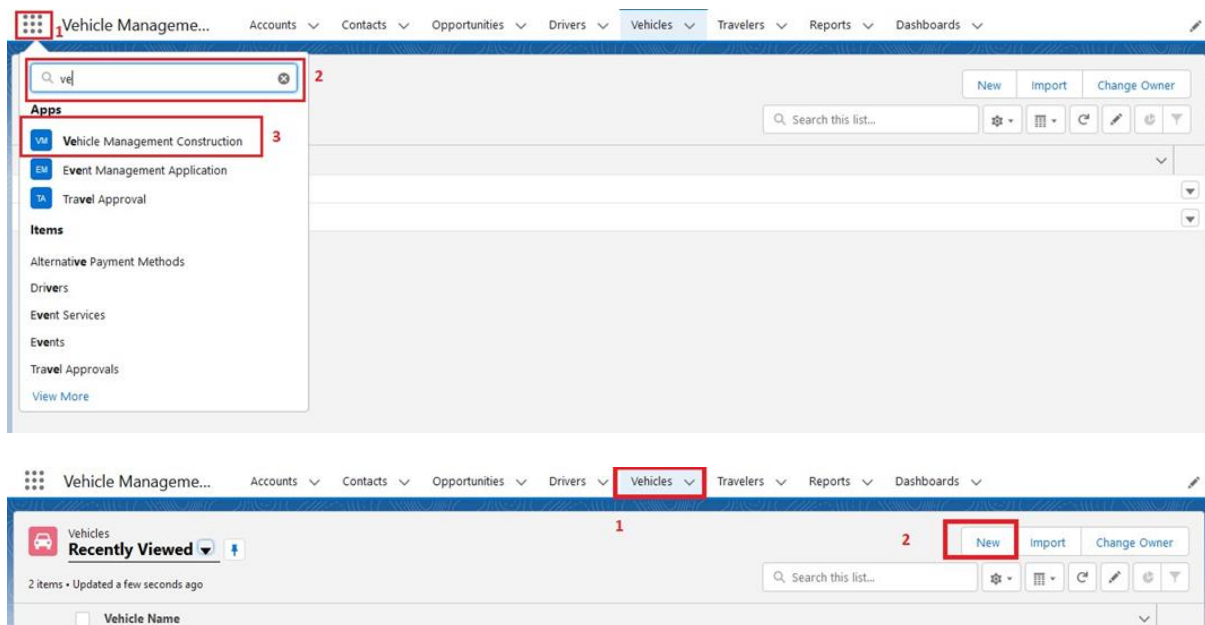 1 Vehicle Manageme... Accounts Contacts Opportunities Drivers Vehicles Travelers Reports Dashboards
ve 2
New Import Change Owner
Apps
Search this list...
VM Vehicle Management Construction 3
EM Event Management Application
TA Travel Approval
Items
Alternative Payment Methods
Drivers
Event Services
Events
Travel Approvals
View More
Vehicle Manageme... Accounts Contacts Opportunities Drivers Vehicles Travelers Reports Dashboards
1
Vehicles
Recently Viewed
2
New Import Change Owner
2 items • Updated a few seconds ago
Search this list...
Vehicle Name